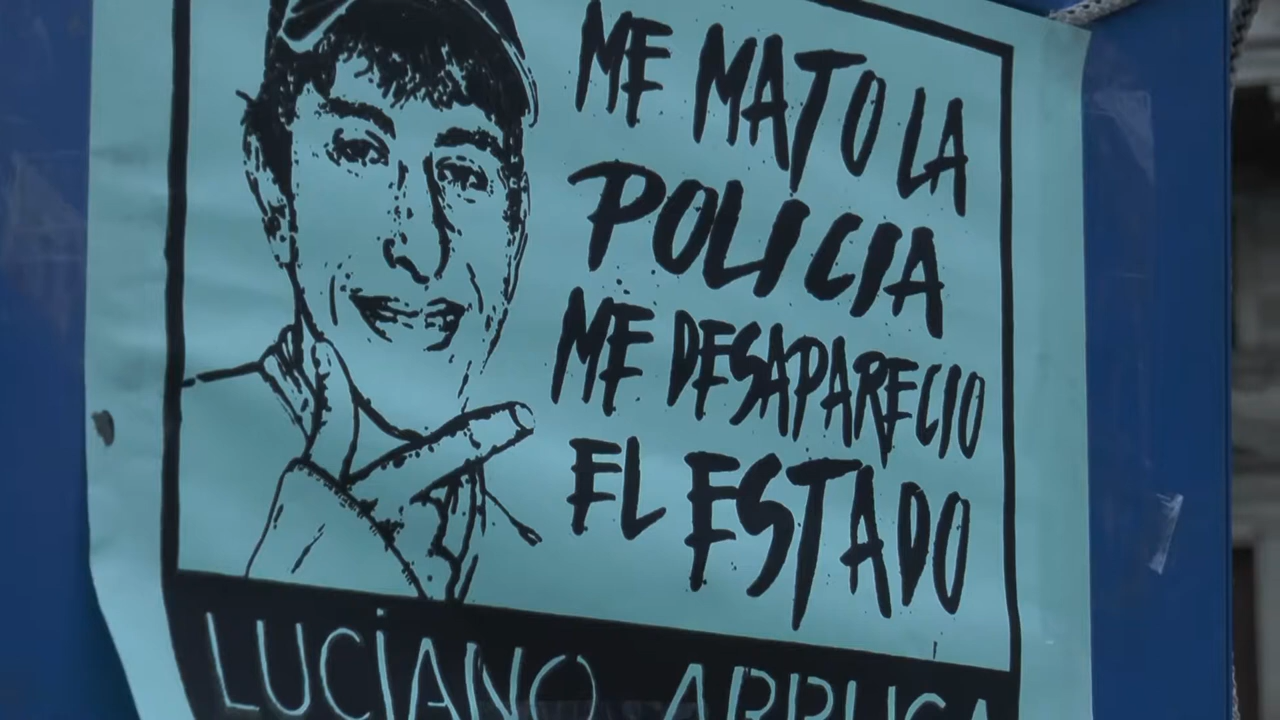 ME MATO LA
POLICIA
ME DESAPARECIO
EL ESTADO
LUCIANO ARRUGA